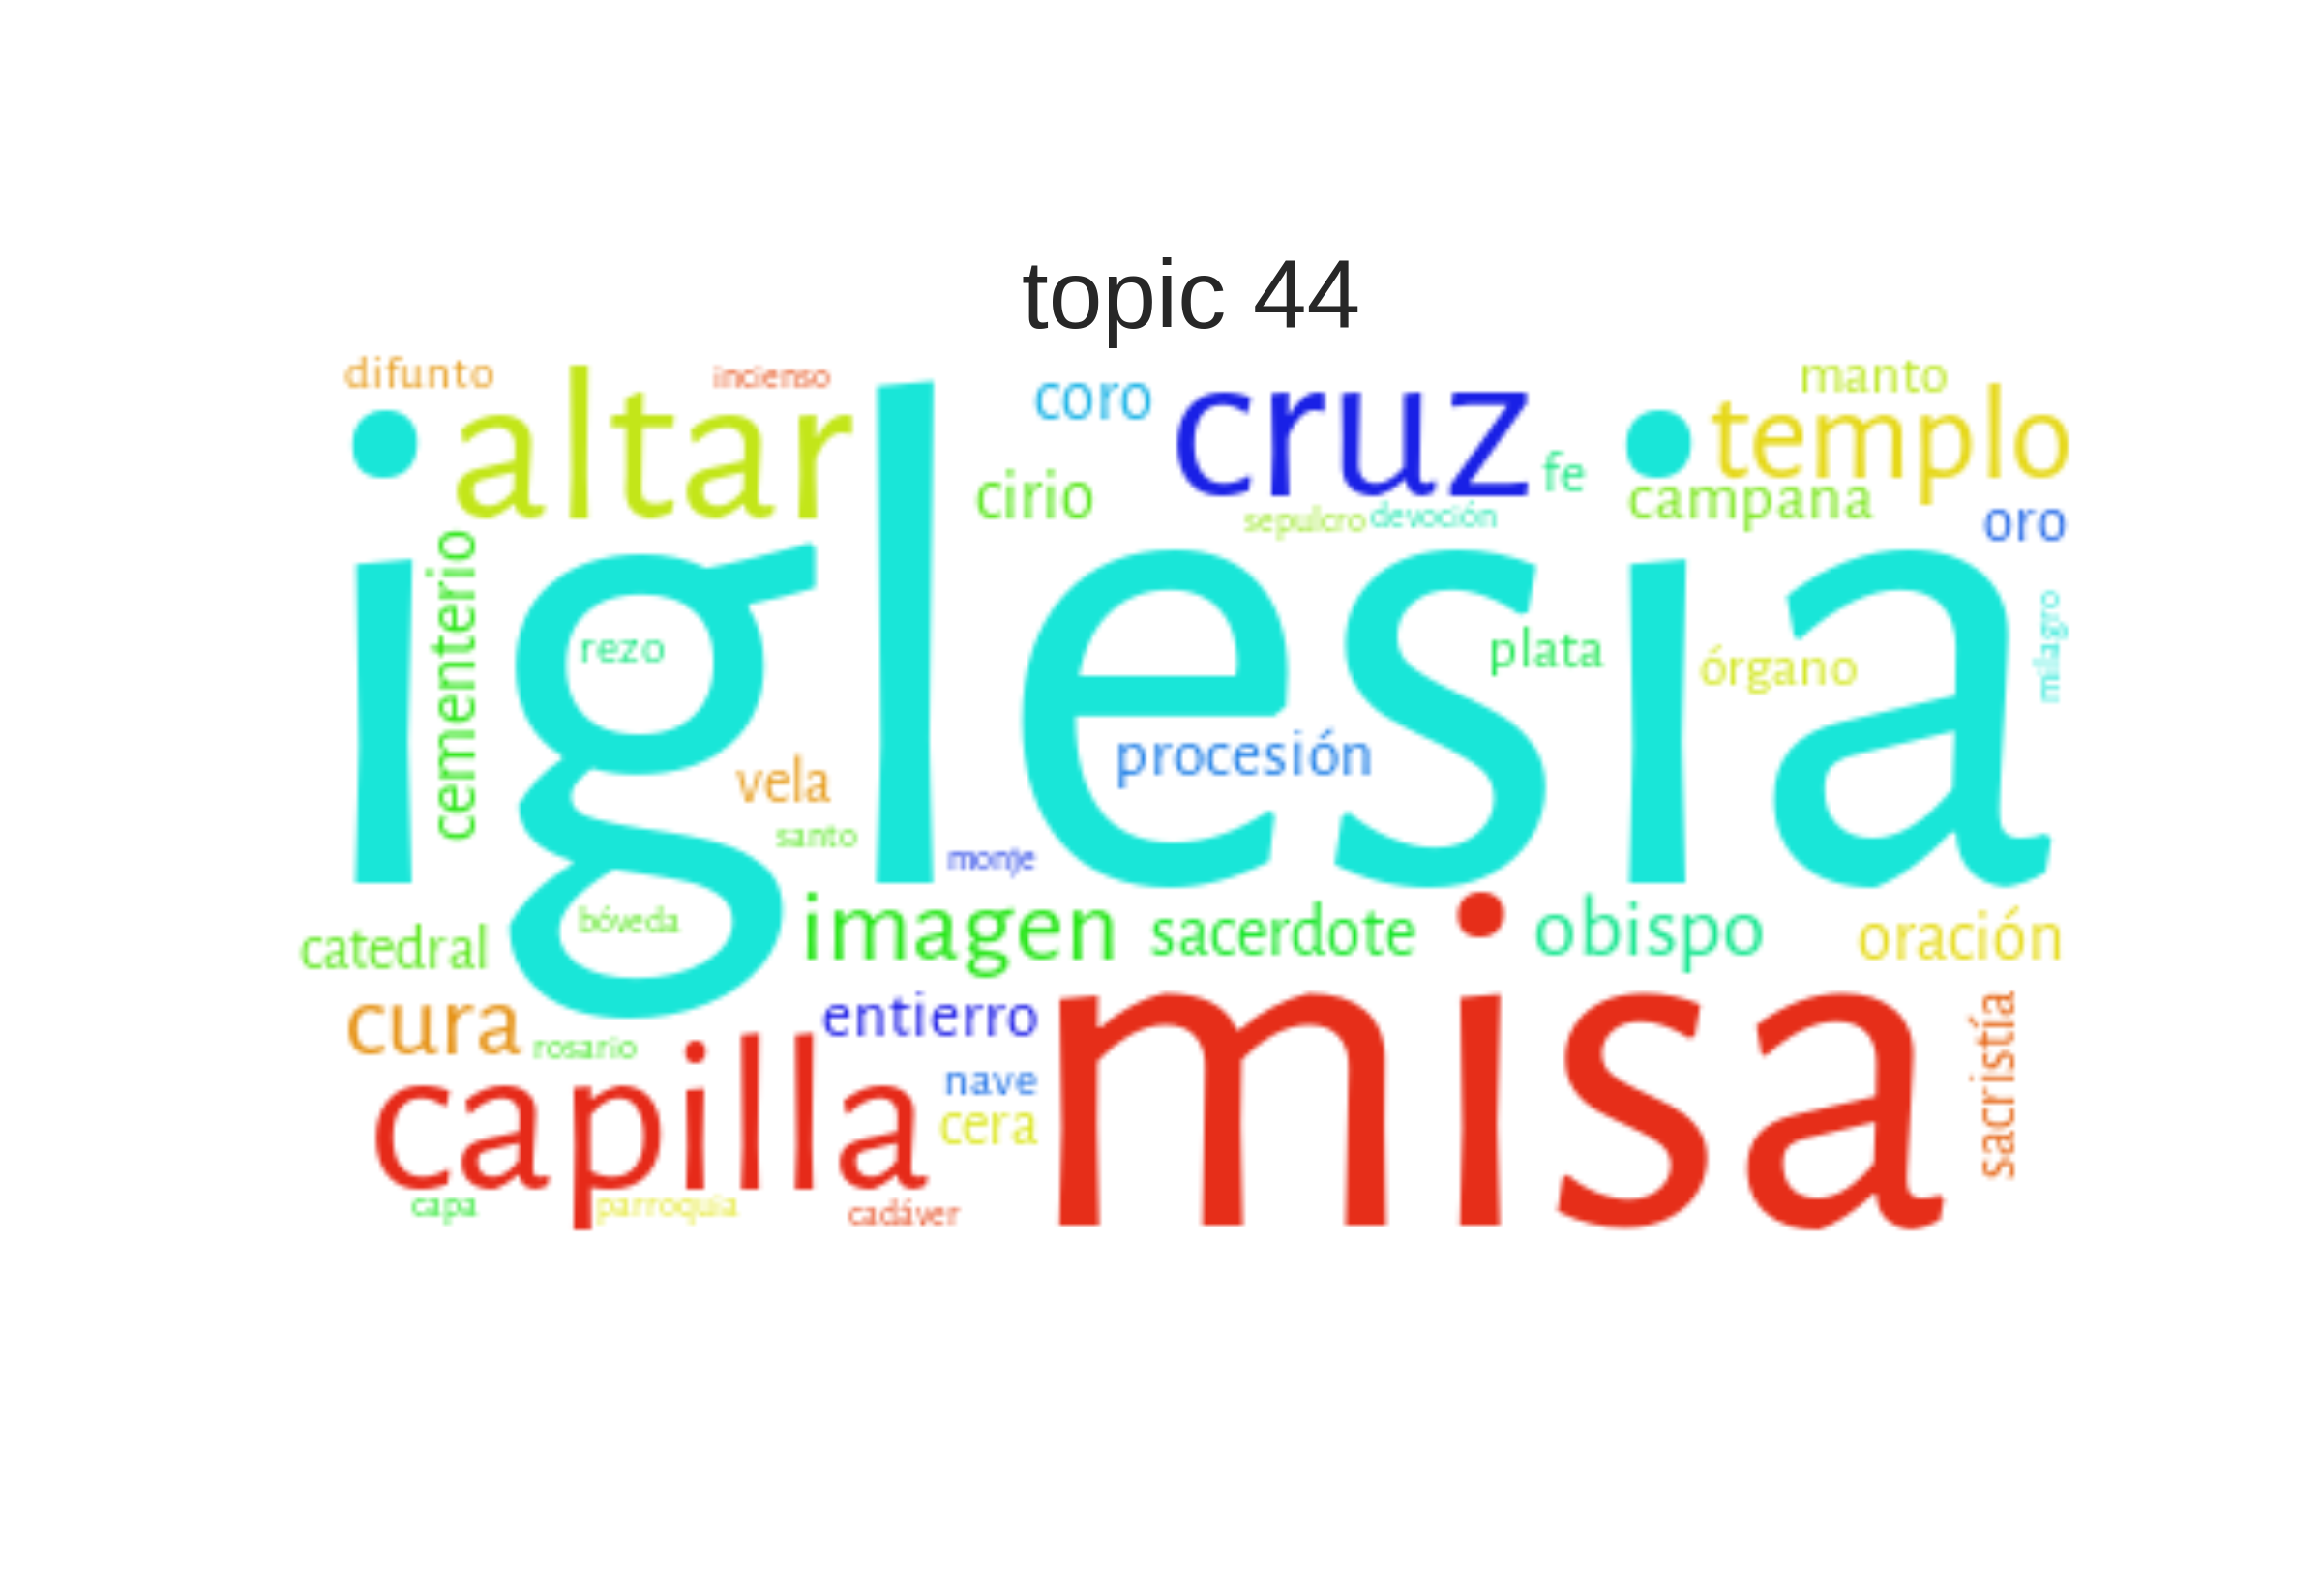 topic 44
difunto
incienso
manto
coro
altar
cruz
templo
fe
cirio
campana
sepulcro
devoción
oro
iglesia
cementerio
rezo
plata
órgano
milagro
procesión
vela
santo
monje
bóveda
imagen
sacerdote
obispo
oración
catedral
cura
entierro
misa
sacristía
rosario
nave
capilla
cera
capa
parroquia
cadáver